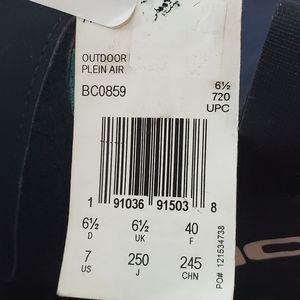 OUTDOOR
PLEIN AIR
BC0859
6½
720
UPC
1 91036 91503 8
6½ 6½ 40
D UK F
7 250 245
US J CHN
PO# 121534738